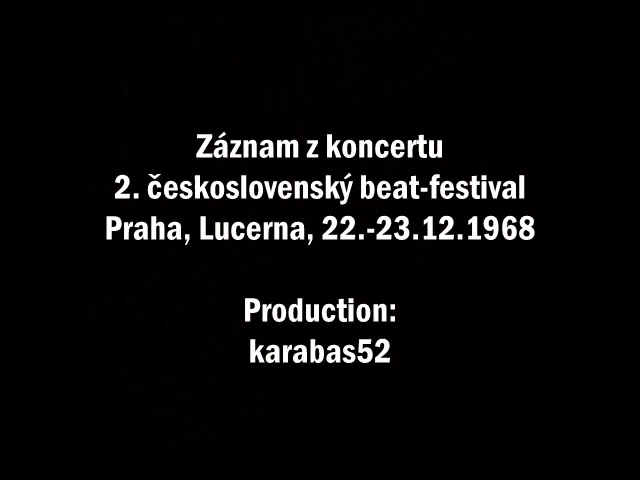 Záznam z koncertu
2. československý beat-festival
Praha, Lucerna, 22.-23.12.1968
Production:
karabas52